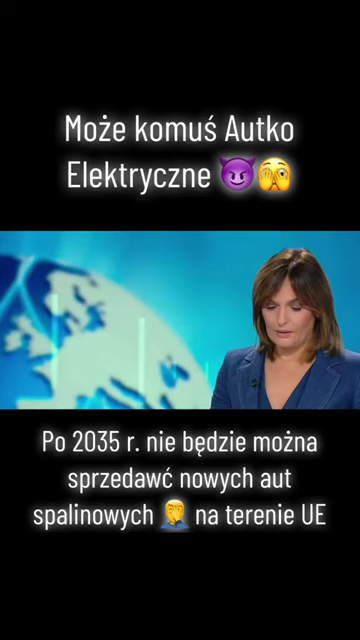 Może komuś Autko
Elektryczne 😈🫣
Po 2035 r. nie będzie można
sprzedawć nowych aut
spalinowych 🤦‍♂️ na terenie UE